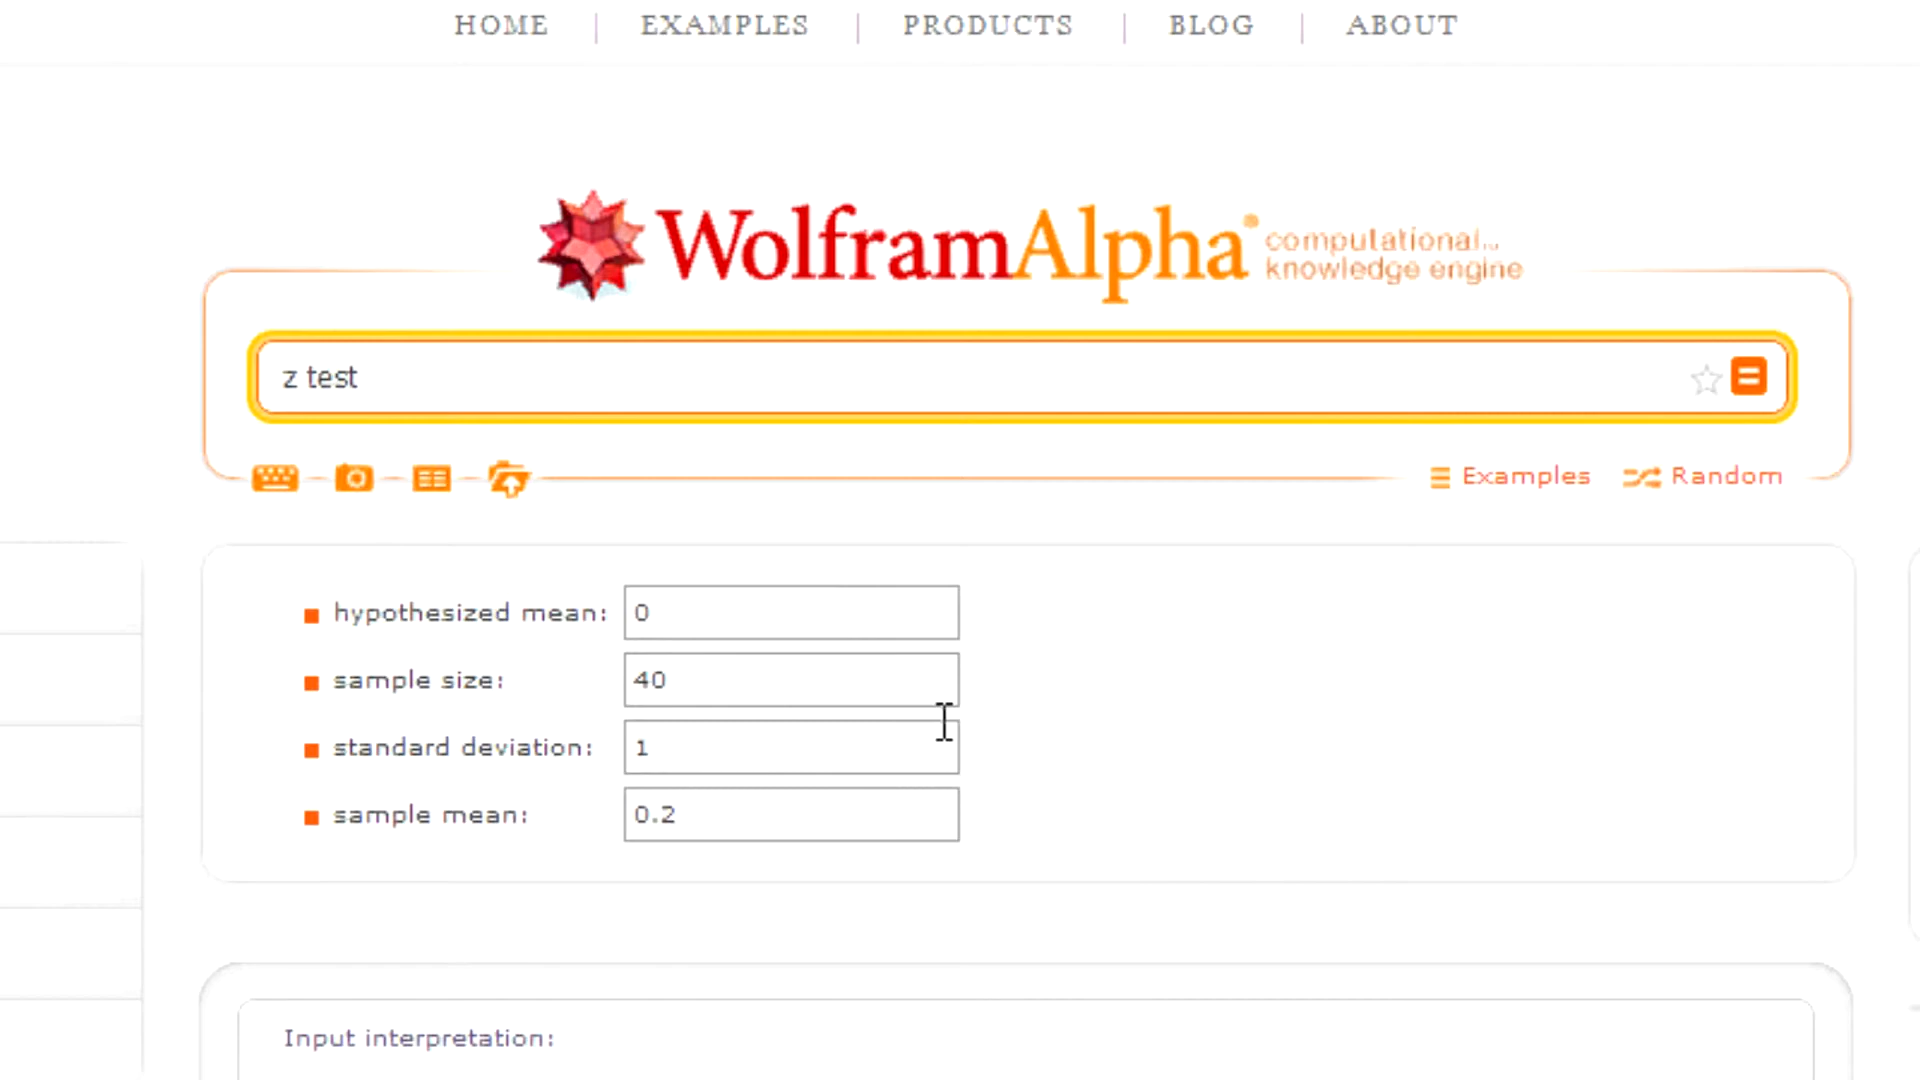 HOME EXAMPLES PRODUCTS BLOG ABOUT
WolframAlpha computational
knowledge engine
z test
Examples Random
hypothesized mean: 0
sample size: 40
standard deviation: 1
sample mean: 0.2
Input interpretation: